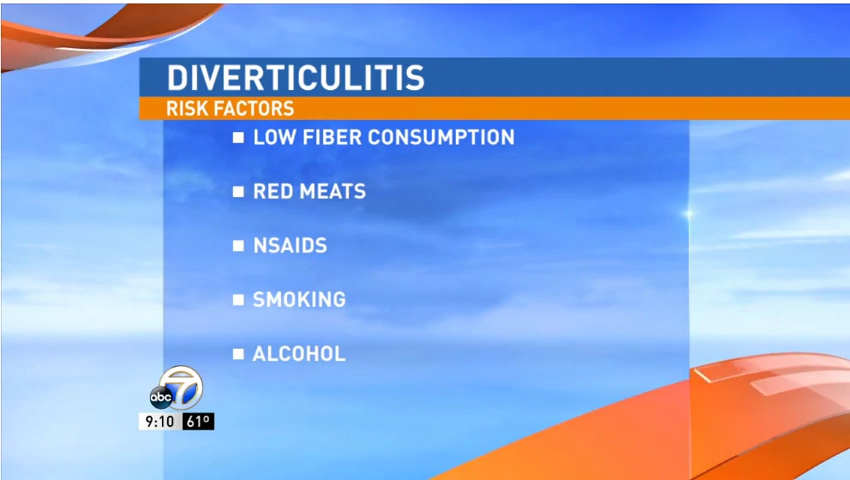 DIVERTICULITIS
RISK FACTORS
LOW FIBER CONSUMPTION
RED MEATS
NSAIDS
SMOKING
ALCOHOL
abc 7
9:10 61°